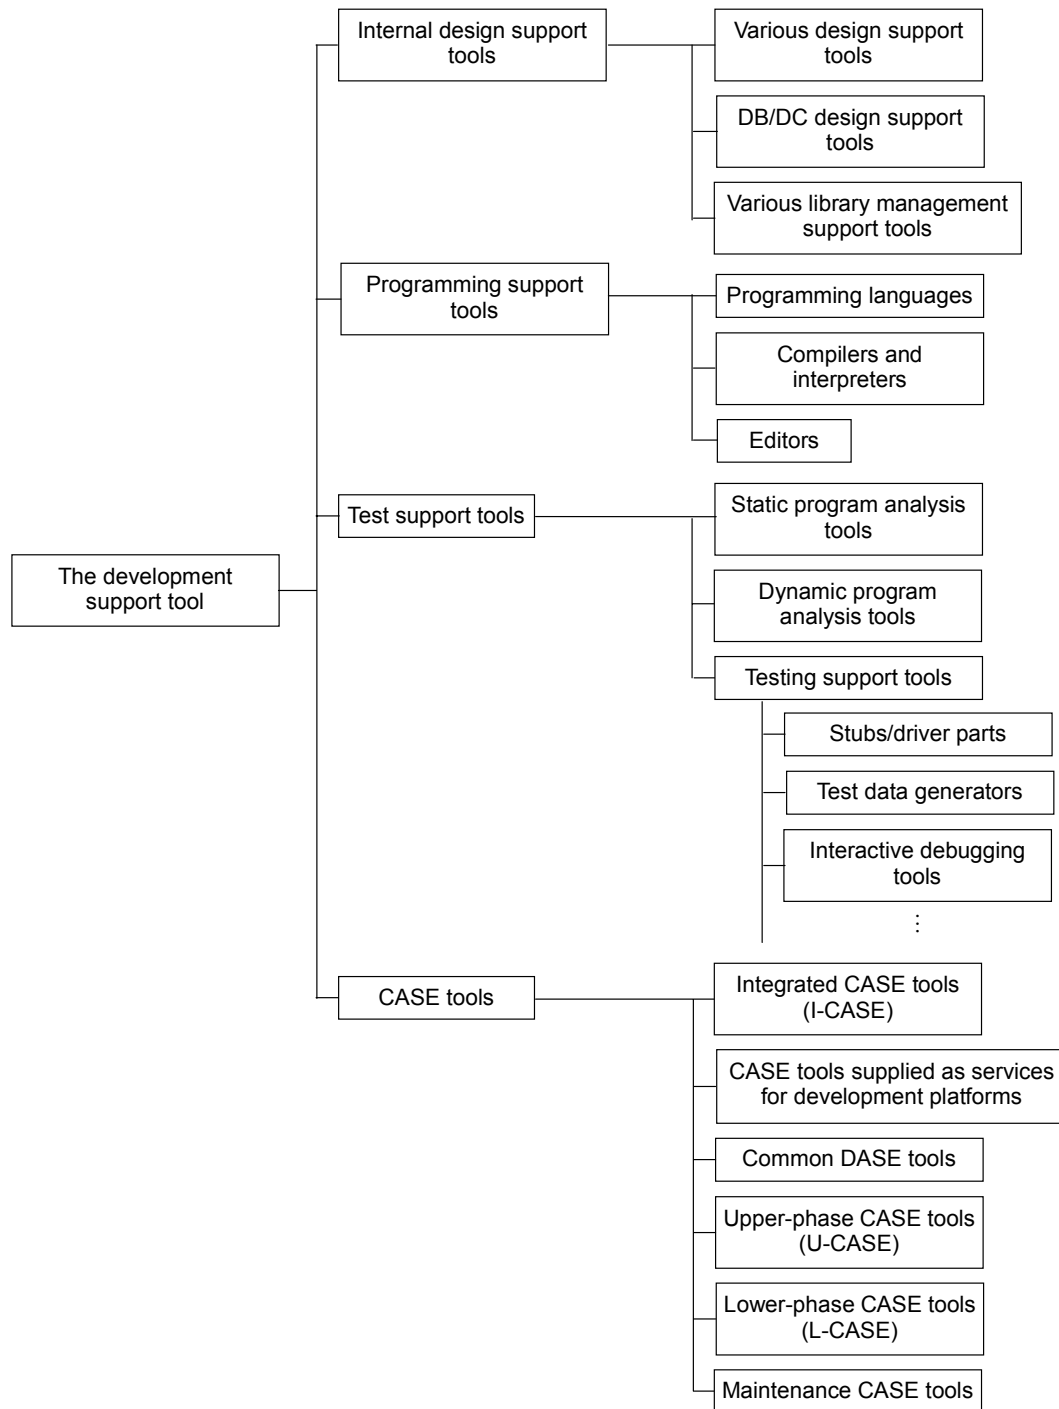 Internal design support
tools
Various design support
tools
DB/DC design support
tools
Various library management
support tools
Programming support
tools
Programming languages
Compilers and
interpreters
Editors
Test support tools
Static program analysis
tools
The development
support tool
Dynamic program
analysis tools
Testing support tools
Stubs/driver parts
Test data generators
Interactive debugging
tools
⋮
CASE tools
Integrated CASE tools
(I-CASE)
CASE tools supplied as services
for development platforms
Common DASE tools
Upper-phase CASE tools
(U-CASE)
Lower-phase CASE tools
(L-CASE)
Maintenance CASE tools